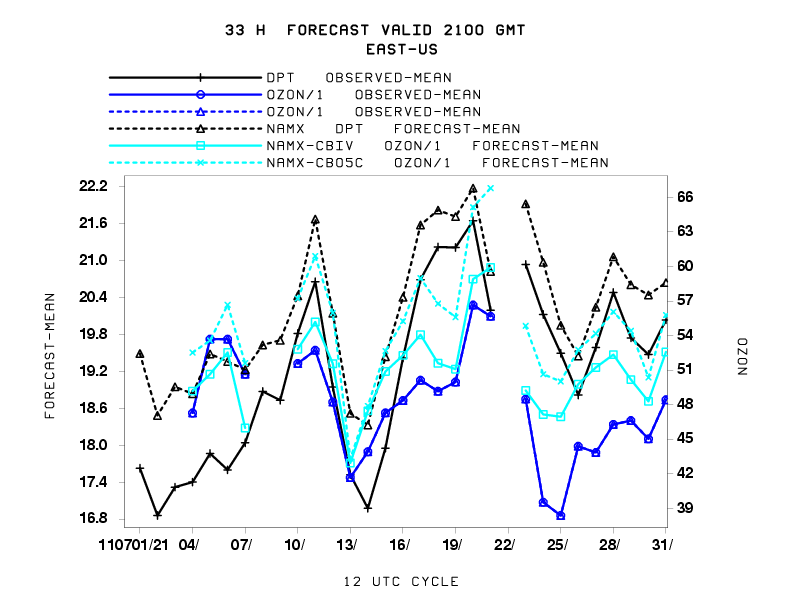 33 H  FORECAST VALID 2100 GMT
EAST-US
DPT   OBSERVED-MEAN
OZON/1   OBSERVED-MEAN
OZON/1   OBSERVED-MEAN
NAMX   DPT   FORECAST-MEAN
NAMX-CBIV   OZON/1   FORECAST-MEAN
NAMX-CB05C   OZON/1   FORECAST-MEAN
22.2
21.6
21.0
20.4
19.8
19.2
18.6
18.0
17.4
16.8
FORECAST-MEAN
66
63
60
57
54
51
48
45
42
39
OZON
110701/21 04/ 07/ 10/ 13/ 16/ 19/ 22/ 25/ 28/ 31/
12 UTC CYCLE